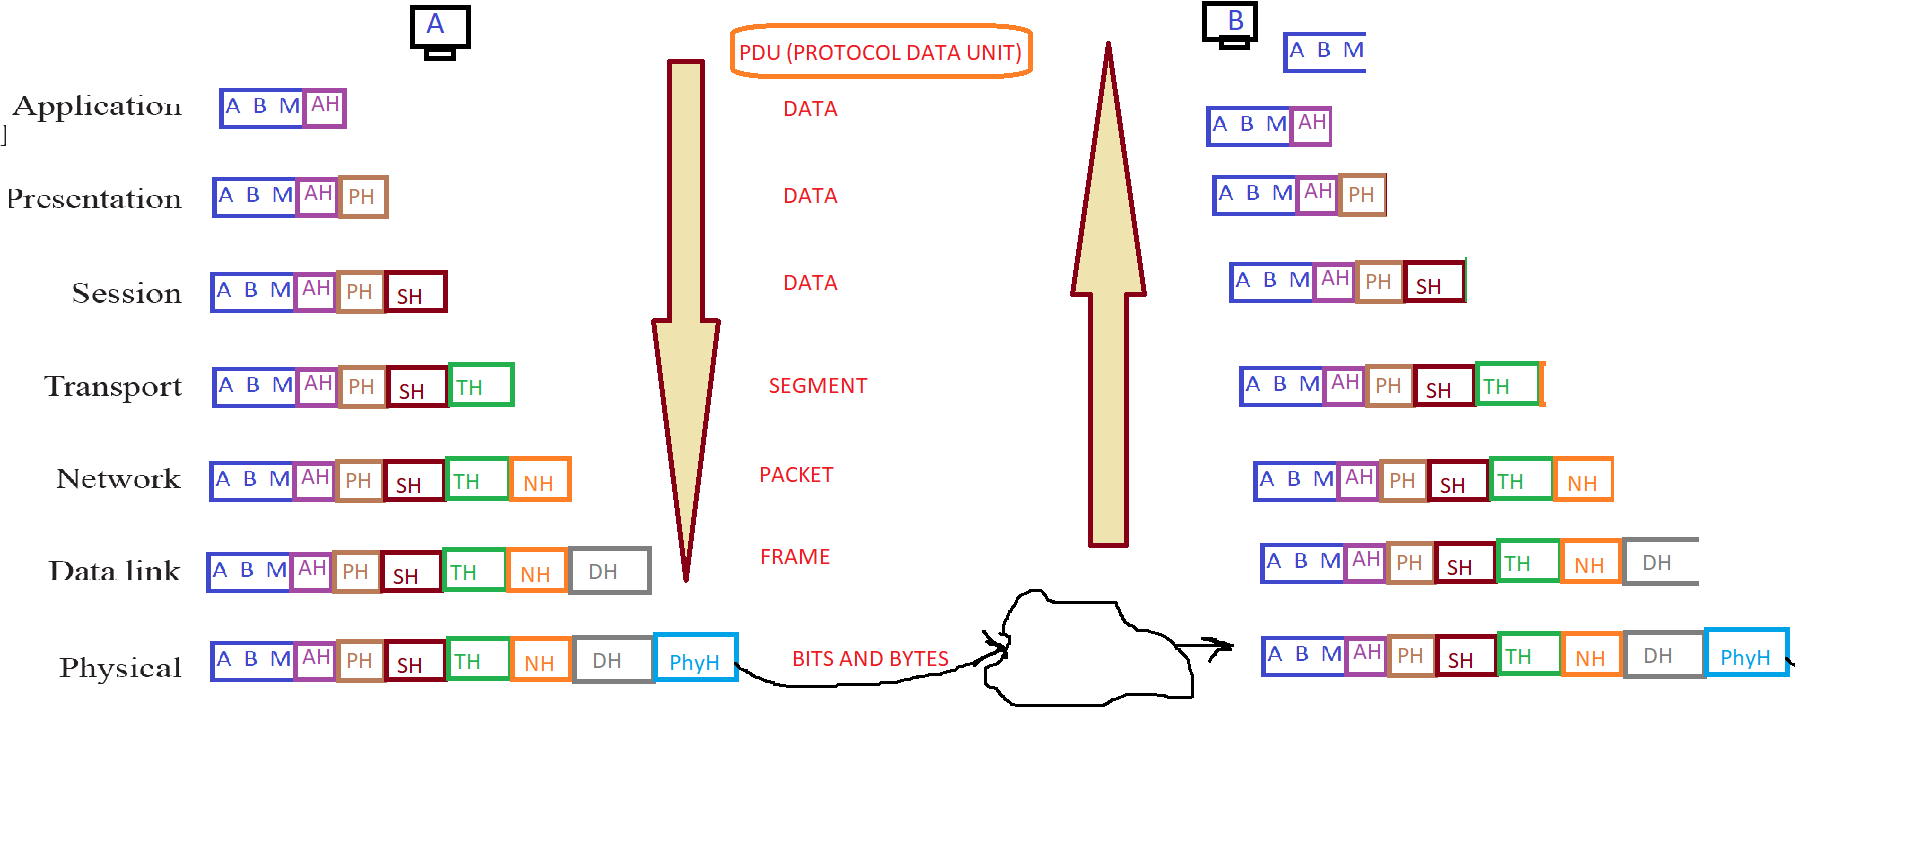 A
B
PDU (PROTOCOL DATA UNIT)
A B M
Application
A B M AH
DATA
A B M AH
]
Presentation
A B M AH PH
DATA
A B M AH PH
Session
A B M AH PH SH
DATA
A B M AH PH SH
Transport
A B M AH PH SH TH
SEGMENT
A B M AH PH SH TH
Network
A B M AH PH SH TH NH
PACKET
A B M AH PH SH TH NH
Data link
A B M AH PH SH TH NH DH
FRAME
A B M AH PH SH TH NH DH
Physical
A B M AH PH SH TH NH DH PhyH
BITS AND BYTES
A B M AH PH SH TH NH DH PhyH